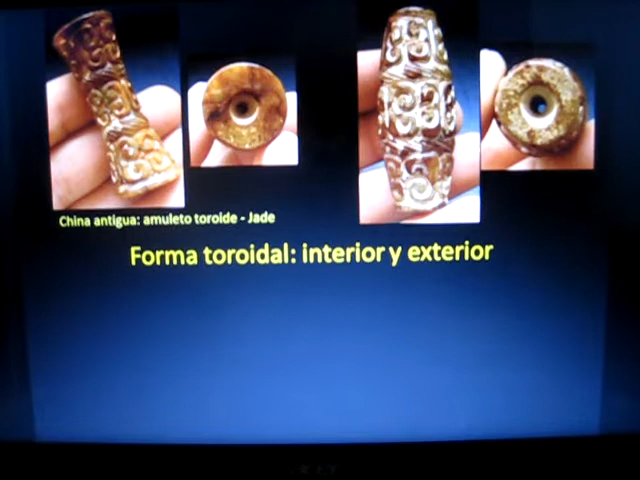 China antigua: amuleto toroide - Jade
Forma toroidal: interior y exterior